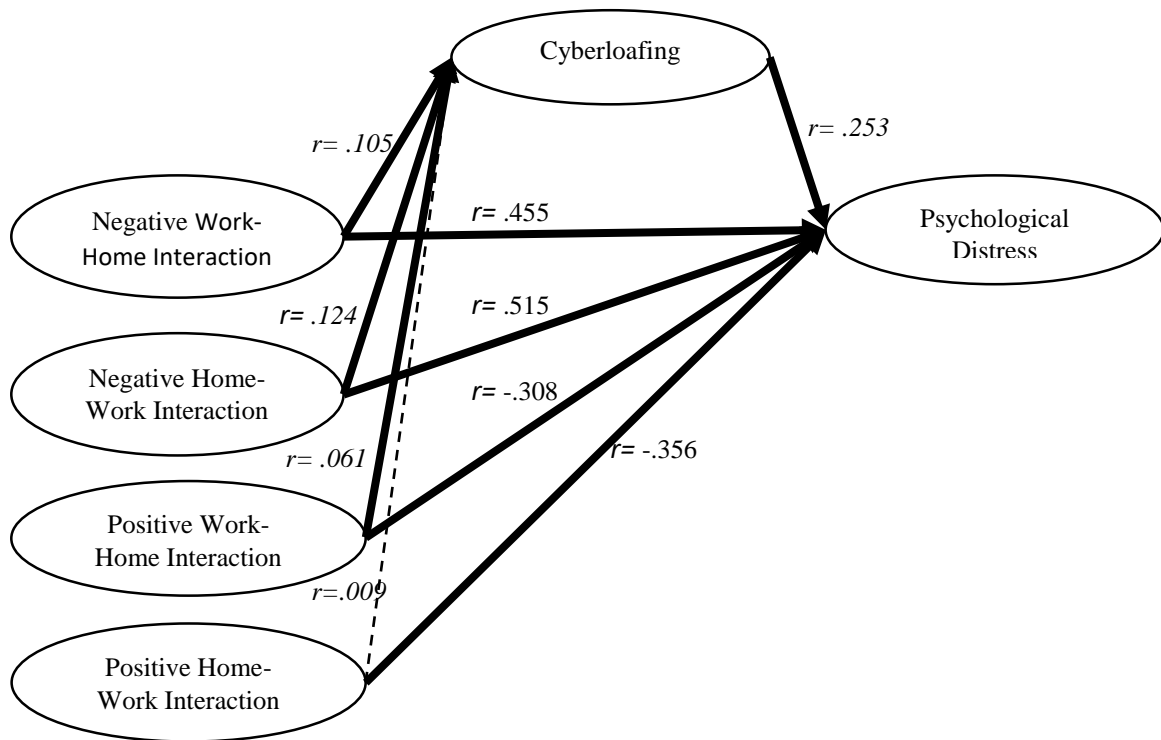 Cyberloafing
r= .105
r= .253
Negative Work-
Home Interaction
r= .455
Psychological
Distress
r= .124
r= .515
Negative Home-
Work Interaction
r= -.308
r= -.356
r= .061
Positive Work-
Home Interaction
r=.009
Positive Home-
Work Interaction